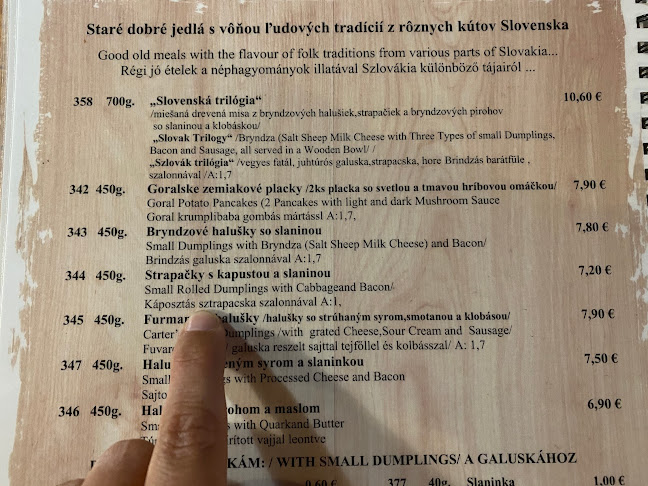 Staré dobré jedlá s vôňou ľudových tradícií z rôznych kútov Slovenska
Good old meals with the flavour of folk traditions from various parts of Slovakia...
Régi jó ételek a néphagyományok illatával Szlovákia különböző tájairól ...
358 700g. „Slovenská trilógia“ 10,60 €
/miešaná drevená misa z bryndzových halušiek,strapačiek a bryndzových pirohov
so slaninou a klobáskou/
„Slovak Trilogy“ /Bryndza (Salt Sheep Milk Cheese with Three Types of small Dumplings,
Bacon and Sausage, all served in a Wooden Bowl/ /
„Szlovák trilógia“ /vegyes fatál, juhtúrós galuska,strapacska, hore Brindzás barátfüle ,
szalonnával /A:1,7
342 450g. Goralske zemiakové placky /2ks placka so svetlou a tmavou hríbovou omáčkou/ 7,90 €
Goral Potato Pancakes (2 Pancakes with light and dark Mushroom Sauce
Goral krumplibaba gombás mártássl A:1,7,
343 450g. Bryndzové halušky so slaninou 7,80 €
Small Dumplings with Bryndza (Salt Sheep Milk Cheese) and Bacon/
Brindzás galuska szalonnával A:1,7
344 450g. Strapačky s kapustou a slaninou 7,20 €
Small Rolled Dumplings with Cabbageand Bacon/
Káposztás sztrapacska szalonnával A:1,
345 450g. halušky /halušky so strúhaným syrom,smotanou a klobásou/ 7,90 €
Dumplings /with grated Cheese,Sour Cream and Sausage/
/ galuska reszelt sajttal tejföllel és kolbásszal/ A: 1,7
347 450g. syrom a slaninkou 7,50 €
with Processed Cheese and Bacon
346 450g. a maslom 6,90 €
with Quarkand Butter
vajjal leontve
/ WITH SMALL DUMPLINGS/ A GALUSKÁHOZ
0,60 € 377 40g. Slaninka 1,00 €